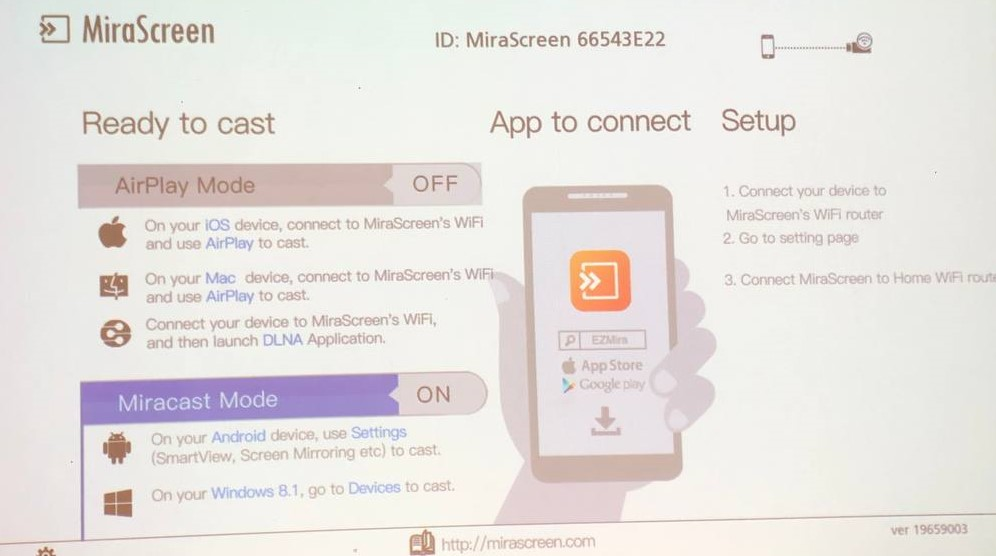 MiraScreen
ID: MiraScreen 66543E22
Ready to cast
AirPlay Mode
OFF
On your iOS device, connect to MiraScreen's WiFi
and use AirPlay to cast.
On your Mac device, connect to MiraScreen's WiFi
and use AirPlay to cast.
Connect your device to MiraScreen's WiFi,
and then launch DLNA Application.
Miracast Mode
ON
On your Android device, use Settings
(SmartView, Screen Mirroring etc) to cast.
On your Windows 8.1, go to Devices to cast.
App to connect
EZMira
App Store
Google play
Setup
1. Connect your device to
MiraScreen's WiFi router
2. Go to setting page
3. Connect MiraScreen to Home WiFi route
http://mirascreen.com
ver 19659003